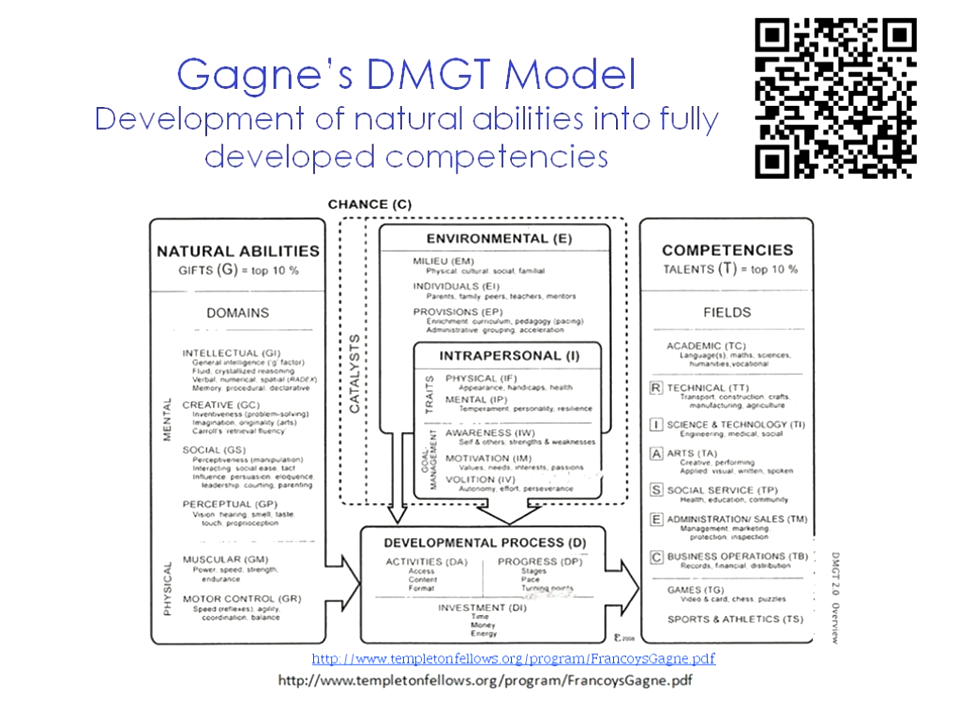 Gagne's DMGT Model
Development of natural abilities into fully
developed competencies
CHANCE (C)
NATURAL ABILITIES
GIFTS (G) = top 10 %
DOMAINS
MENTAL
INTELLECTUAL (GI)
General intelligence ('g' factor)
Fluid, crystallized reasoning
Verbal, numerical, spatial (RADEX)
Memory, procedural, declarative
CREATIVE (GC)
Inventiveness (problem-solving)
Imagination, originality (arts)
Carroll's 'retrieval fluency'
SOCIAL (GS)
Perceptiveness (manipulation)
Interacting, social ease, tact
Influence, persuasion, eloquence,
leadership, courting, parenting
PERCEPTUAL (GP)
Vision, hearing, smell, taste,
touch, proprioception
PHYSICAL
MUSCULAR (GM)
Power, speed, strength,
endurance
MOTOR CONTROL (GR)
Speed (reflexes), agility,
coordination, balance
CATALYSTS
ENVIRONMENTAL (E)
MILIEU (EM)
Physical, cultural, social, familial
INDIVIDUALS (EI)
Parents, family, peers, teachers, mentors
PROVISIONS (EP)
Enrichment curriculum, pedagogy (pacing)
Administrative grouping, acceleration
INTRAPERSONAL (I)
TRAITS
PHYSICAL (IF)
Appearance, handicaps, health
MENTAL (IP)
Temperament, personality, resilience
GOAL-
MANAGEMENT
AWARENESS (IW)
Self & others; strengths & weaknesses
MOTIVATION (IM)
Values, needs, interests, passions
VOLITION (IV)
Autonomy, effort, perseverance
DEVELOPMENTAL PROCESS (D)
ACTIVITIES (DA)
Access
Content
Format
PROGRESS (DP)
Stages
Pace
Turning points
INVESTMENT (DI)
Time
Money
Energy
COMPETENCIES
TALENTS (T) = top 10 %
FIELDS
ACADEMIC (TC)
Language(s), maths, sciences,
humanities, vocational
R TECHNICAL (TT)
Transport, construction, crafts,
manufacturing, agriculture
I SCIENCE & TECHNOLOGY (TI)
Engineering, medical, social
A ARTS (TA)
Creative, performing
Applied, visual, written, spoken
S SOCIAL SERVICE (TP)
Health, education, community
E ADMINISTRATION/ SALES (TM)
Management, marketing,
protection, inspection
C BUSINESS OPERATIONS (TB)
Records, financial, distribution
GAMES (TG)
Video & card, chess, puzzles
SPORTS & ATHLETICS (TS)
DMGT 2.0 Overview
http://www.templetonfellows.org/program/FrancoysGagne.pdf
http://www.templetonfellows.org/program/FrancoysGagne.pdf